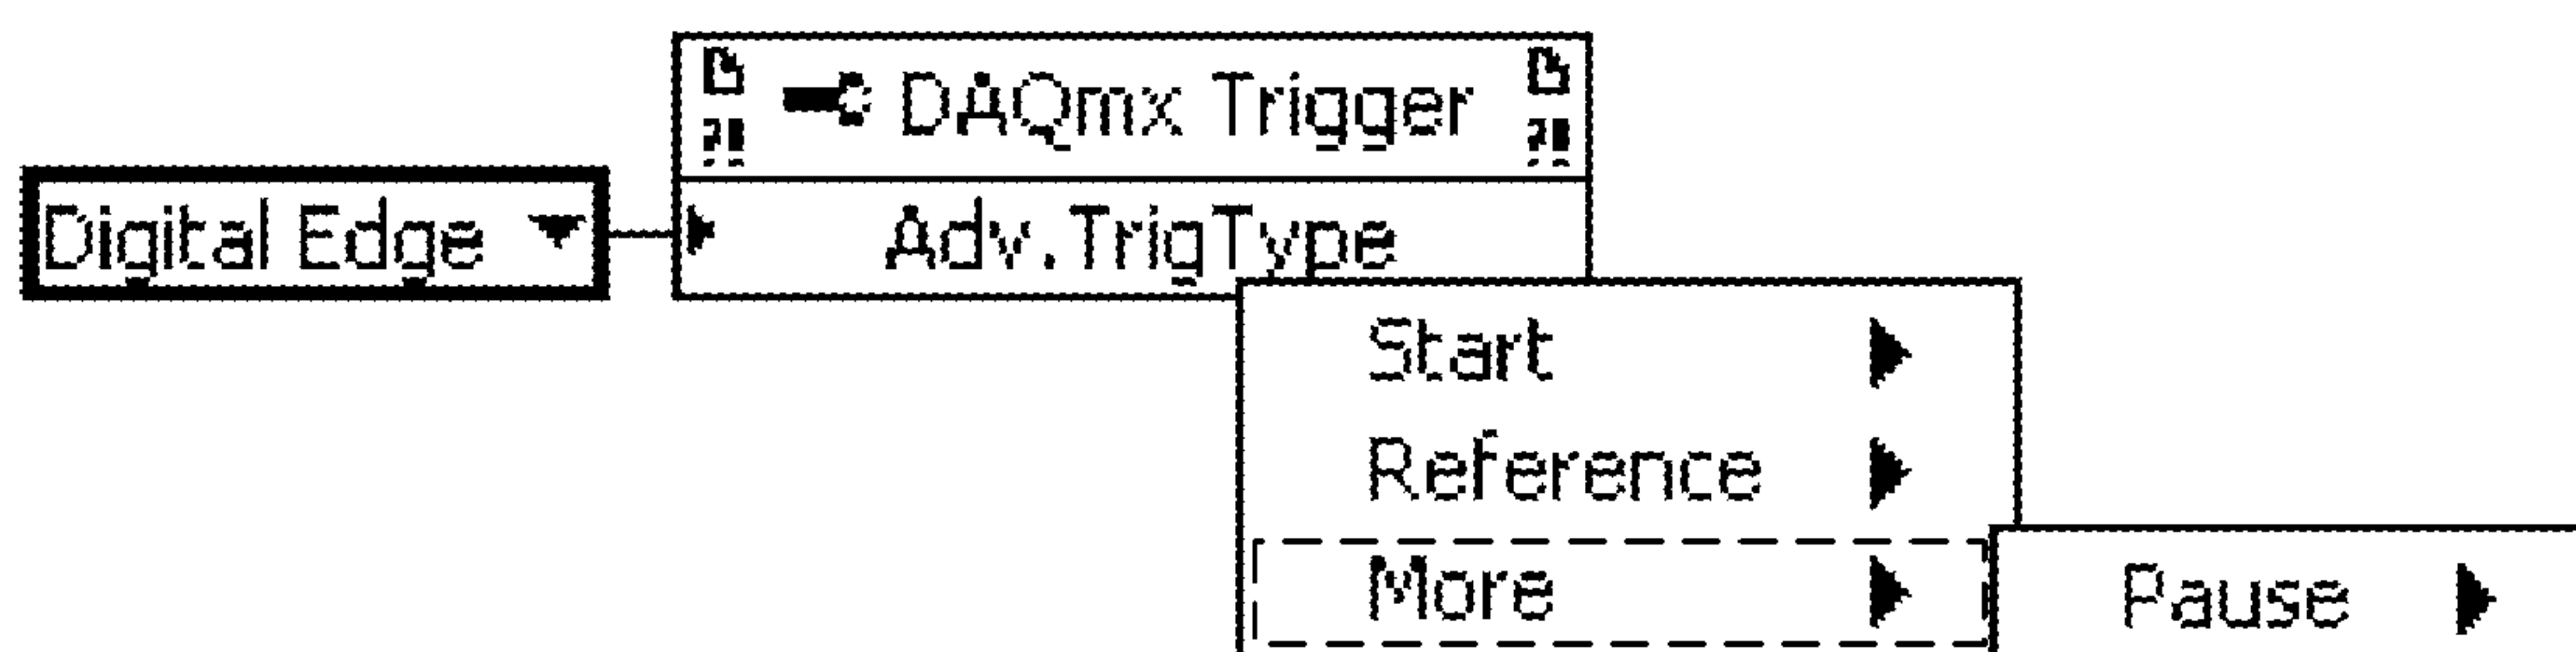 DAQmx Trigger
Digital Edge
Adv.TrigType
Start
Reference
More
Pause